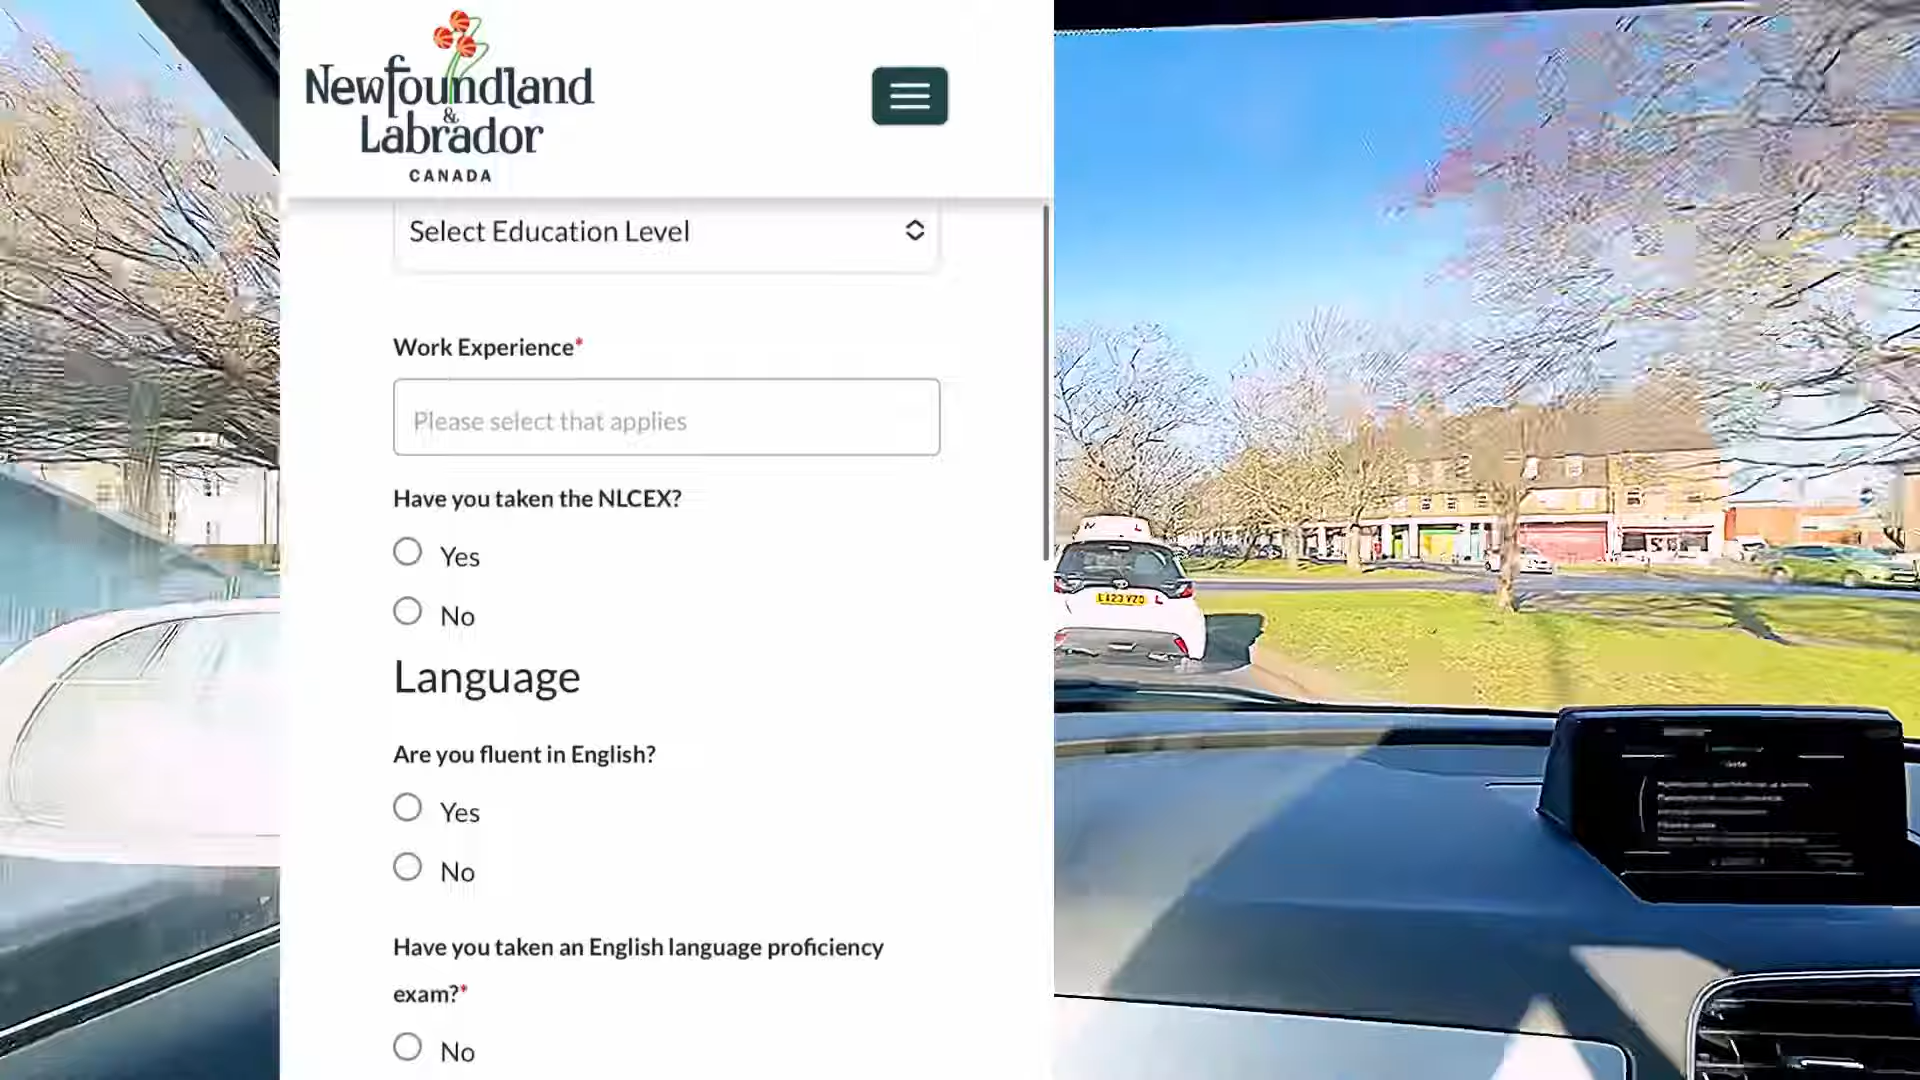 Newfoundland
&
Labrador
CANADA
Select Education Level
Work Experience*
Please select that applies
Have you taken the NLCEX?
Yes
No
Language
Are you fluent in English?
Yes
No
Have you taken an English language proficiency
exam?*
No
L
L